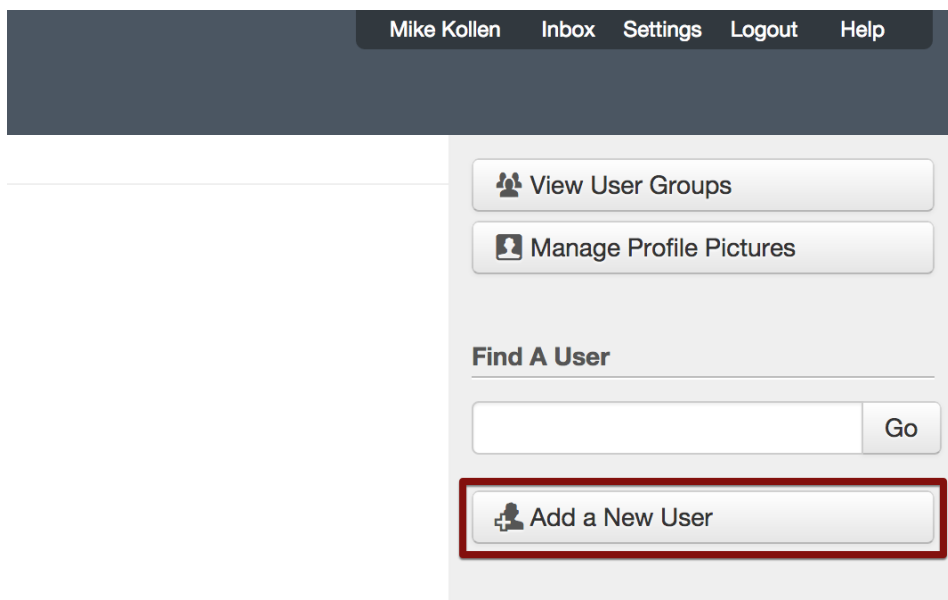 Mike Kollen Inbox Settings Logout Help
View User Groups
Manage Profile Pictures
Find A User
Go
Add a New User